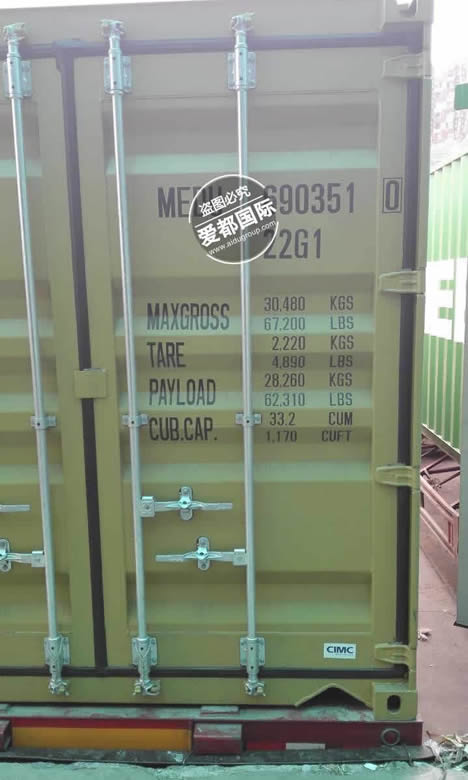 690351 0
22G1
盗图必究
爱都国际
www.aidugroup.com
MAXGROSS 30,480 KGS
67,200 LBS
TARE 2,220 KGS
4,890 LBS
PAYLOAD 28,260 KGS
62,310 LBS
CUB.CAP. 33.2 CUM
1,170 CUFT
CIMC